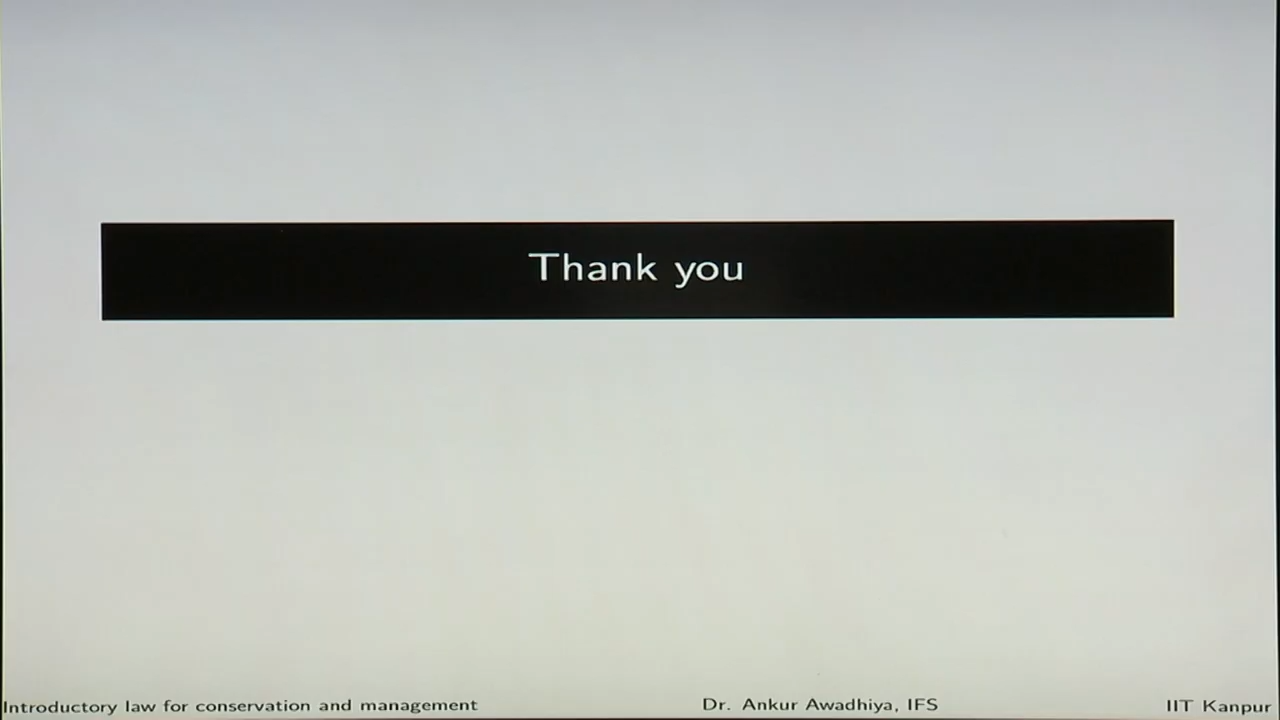 Thank you
Introductory law for conservation and management Dr. Ankur Awadhiya, IFS IIT Kanpur